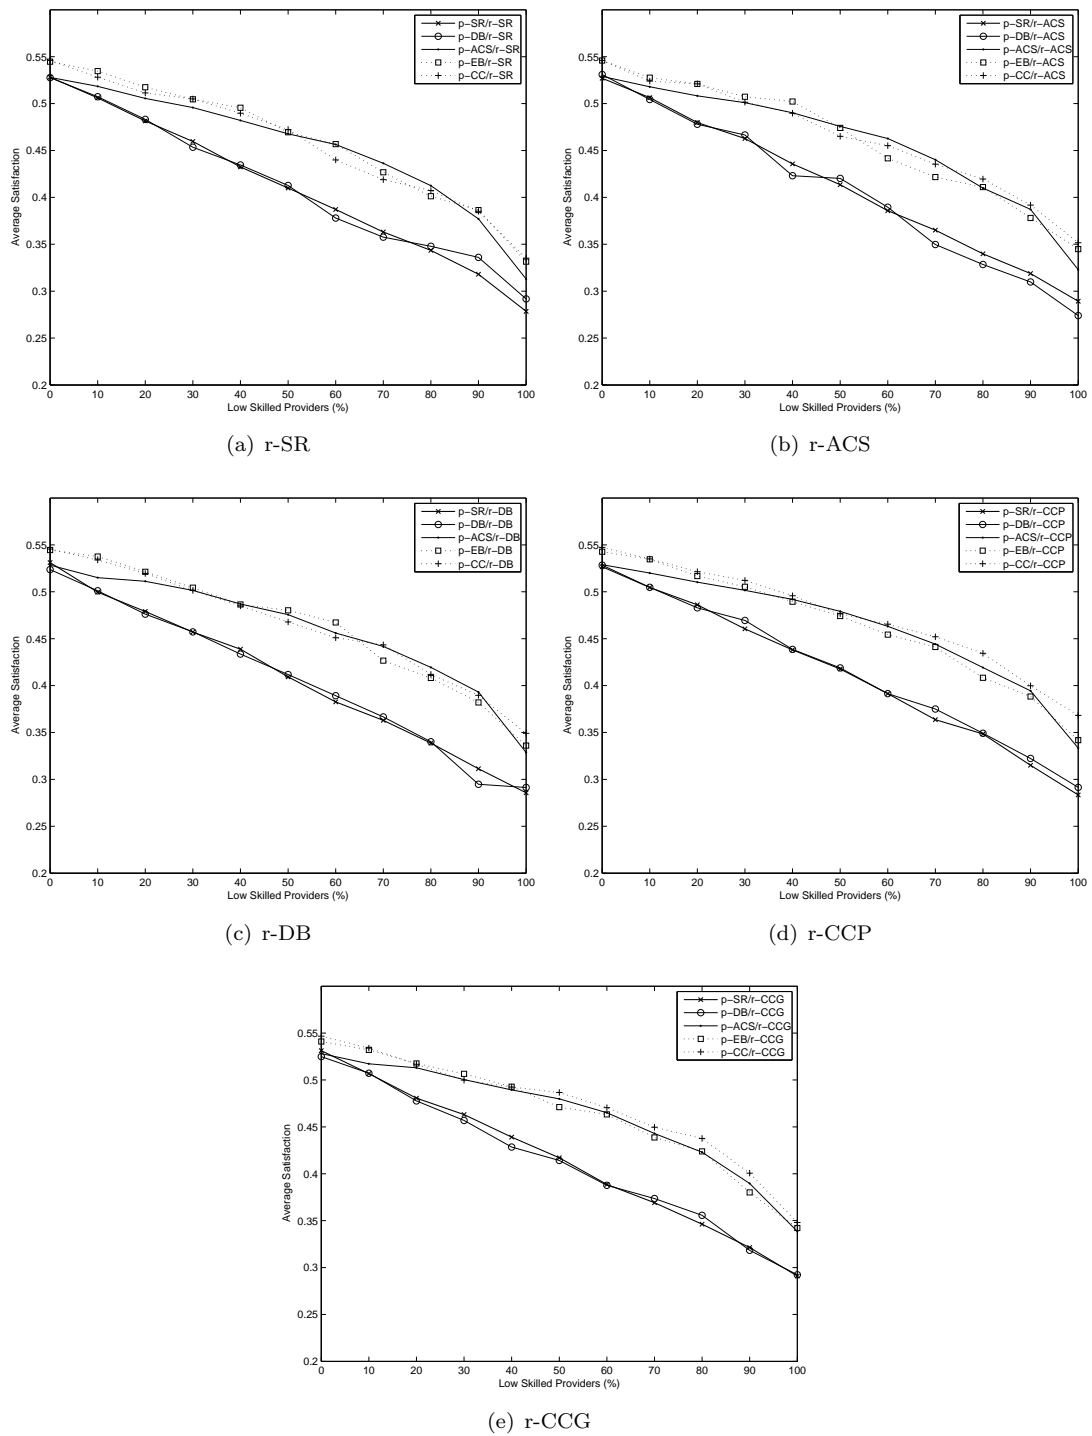 p−SR/r−SR
p−DB/r−SR
p−ACS/r−SR
p−EB/r−SR
p−CC/r−SR
0.55
0.5
0.45
0.4
0.35
0.3
0.25
0.2
Average Satisfaction
0 10 20 30 40 50 60 70 80 90 100
Low Skilled Providers (%)
(a) r-SR
p−SR/r−ACS
p−DB/r−ACS
p−ACS/r−ACS
p−EB/r−ACS
p−CC/r−ACS
0.55
0.5
0.45
0.4
0.35
0.3
0.25
0.2
Average Satisfaction
0 10 20 30 40 50 60 70 80 90 100
Low Skilled Providers (%)
(b) r-ACS
p−SR/r−DB
p−DB/r−DB
p−ACS/r−DB
p−EB/r−DB
p−CC/r−DB
0.55
0.5
0.45
0.4
0.35
0.3
0.25
0.2
Average Satisfaction
0 10 20 30 40 50 60 70 80 90 100
Low Skilled Providers (%)
(c) r-DB
p−SR/r−CCP
p−DB/r−CCP
p−ACS/r−CCP
p−EB/r−CCP
p−CC/r−CCP
0.55
0.5
0.45
0.4
0.35
0.3
0.25
0.2
Average Satisfaction
0 10 20 30 40 50 60 70 80 90 100
Low Skilled Providers (%)
(d) r-CCP
p−SR/r−CCG
p−DB/r−CCG
p−ACS/r−CCG
p−EB/r−CCG
p−CC/r−CCG
0.55
0.5
0.45
0.4
0.35
0.3
0.25
0.2
Average Satisfaction
0 10 20 30 40 50 60 70 80 90 100
Low Skilled Providers (%)
(e) r-CCG